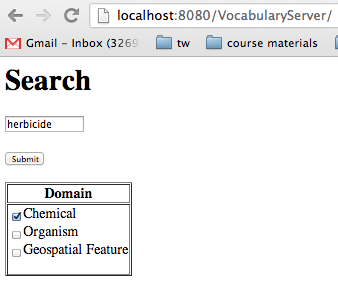 localhost:8080/VocabularyServer/
Gmail - Inbox (3269 tw course materials
Search
herbicide
Submit
Domain
Chemical
Organism
Geospatial Feature